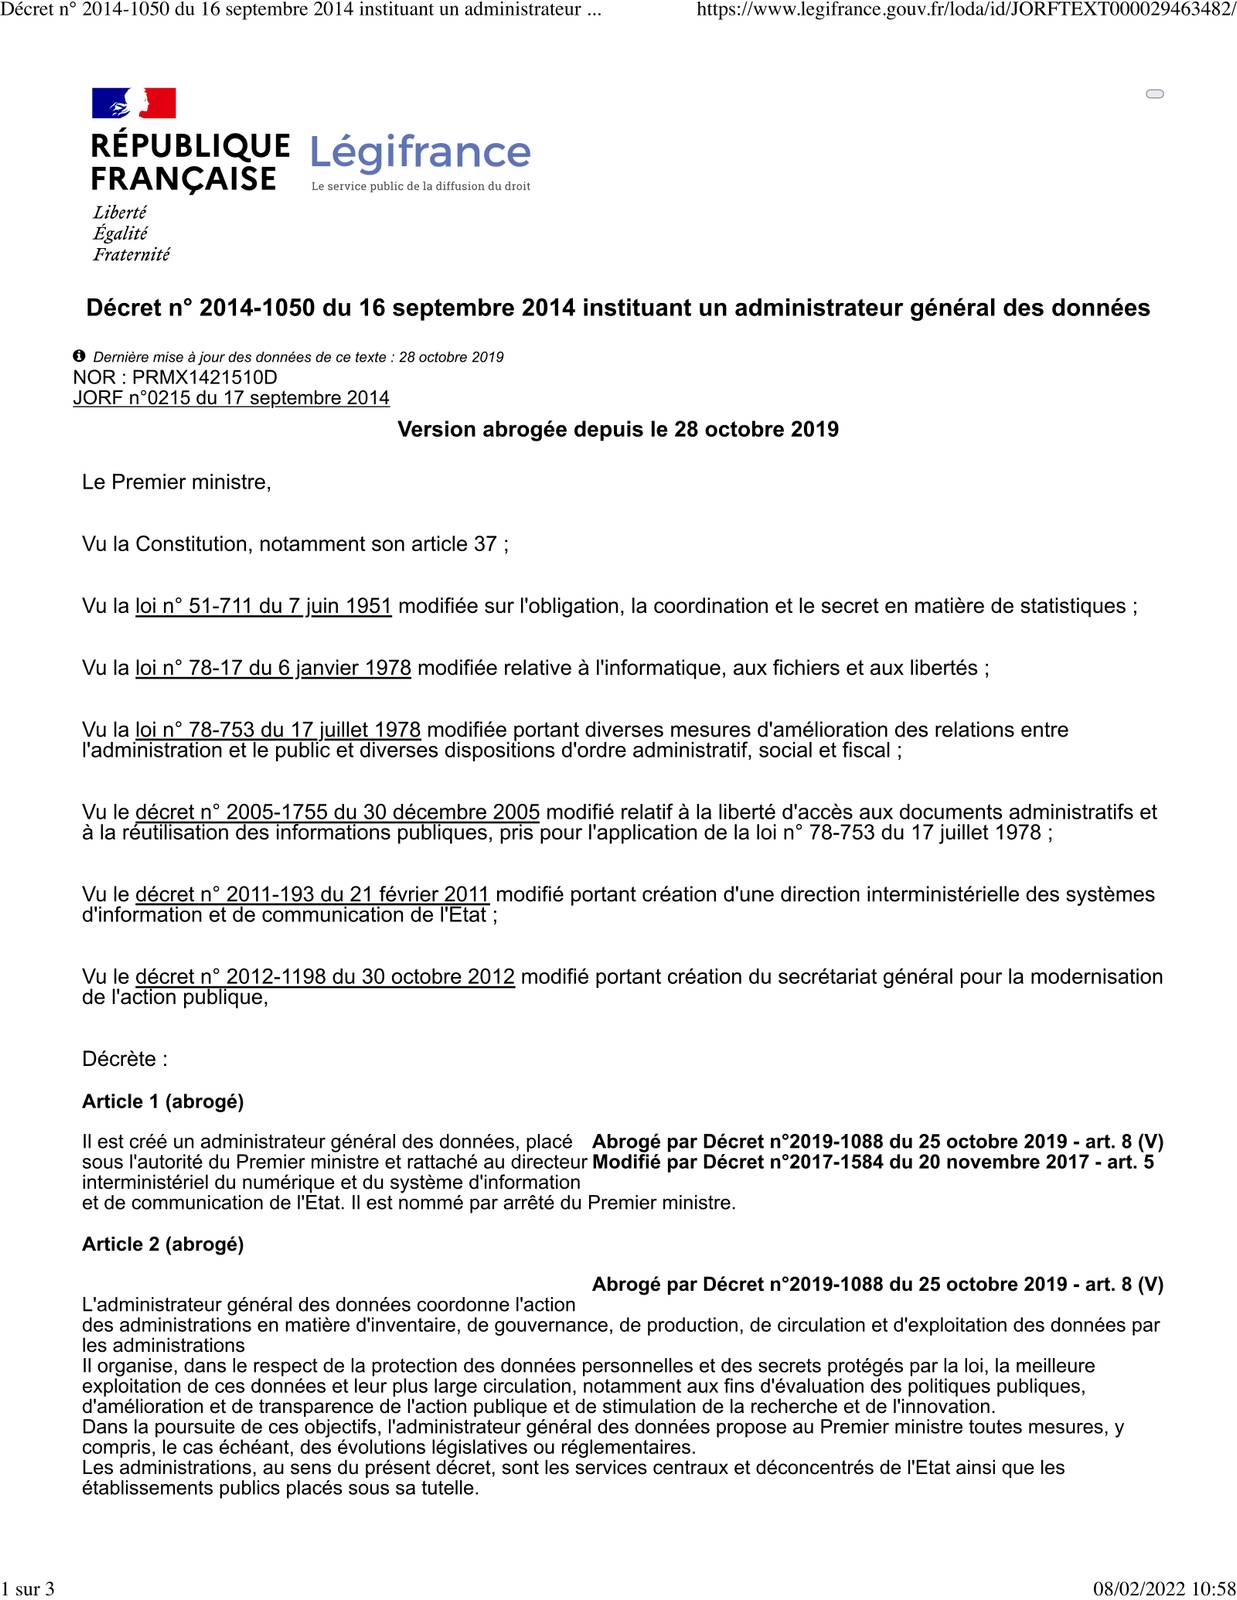 Décret n° 2014-1050 du 16 septembre 2014 instituant un administrateur ... https://www.legifrance.gouv.fr/loda/id/JORFTEXT000029463482/
RÉPUBLIQUE
FRANÇAISE
Liberté
Égalité
Fraternité
Légifrance
Le service public de la diffusion du droit
Décret n° 2014-1050 du 16 septembre 2014 instituant un administrateur général des données
Dernière mise à jour des données de ce texte : 28 octobre 2019
NOR : PRMX1421510D
JORF n°0215 du 17 septembre 2014
Version abrogée depuis le 28 octobre 2019
Le Premier ministre,
Vu la Constitution, notamment son article 37 ;
Vu la loi n° 51-711 du 7 juin 1951 modifiée sur l'obligation, la coordination et le secret en matière de statistiques ;
Vu la loi n° 78-17 du 6 janvier 1978 modifiée relative à l'informatique, aux fichiers et aux libertés ;
Vu la loi n° 78-753 du 17 juillet 1978 modifiée portant diverses mesures d'amélioration des relations entre
l'administration et le public et diverses dispositions d'ordre administratif, social et fiscal ;
Vu le décret n° 2005-1755 du 30 décembre 2005 modifié relatif à la liberté d'accès aux documents administratifs et
à la réutilisation des informations publiques, pris pour l'application de la loi n° 78-753 du 17 juillet 1978 ;
Vu le décret n° 2011-193 du 21 février 2011 modifié portant création d'une direction interministérielle des systèmes
d'information et de communication de l'Etat ;
Vu le décret n° 2012-1198 du 30 octobre 2012 modifié portant création du secrétariat général pour la modernisation
de l'action publique,
Décrète :
Article 1 (abrogé)
Il est créé un administrateur général des données, placé Abrogé par Décret n°2019-1088 du 25 octobre 2019 - art. 8 (V)
sous l'autorité du Premier ministre et rattaché au directeur Modifié par Décret n°2017-1584 du 20 novembre 2017 - art. 5
interministériel du numérique et du système d'information
et de communication de l'Etat. Il est nommé par arrêté du Premier ministre.
Article 2 (abrogé)
Abrogé par Décret n°2019-1088 du 25 octobre 2019 - art. 8 (V)
L'administrateur général des données coordonne l'action
des administrations en matière d'inventaire, de gouvernance, de production, de circulation et d'exploitation des données par
les administrations
Il organise, dans le respect de la protection des données personnelles et des secrets protégés par la loi, la meilleure
exploitation de ces données et leur plus large circulation, notamment aux fins d'évaluation des politiques publiques,
d'amélioration et de transparence de l'action publique et de stimulation de la recherche et de l'innovation.
Dans la poursuite de ces objectifs, l'administrateur général des données propose au Premier ministre toutes mesures, y
compris, le cas échéant, des évolutions législatives ou réglementaires.
Les administrations, au sens du présent décret, sont les services centraux et déconcentrés de l'Etat ainsi que les
établissements publics placés sous sa tutelle.
1 sur 3 08/02/2022 10:58